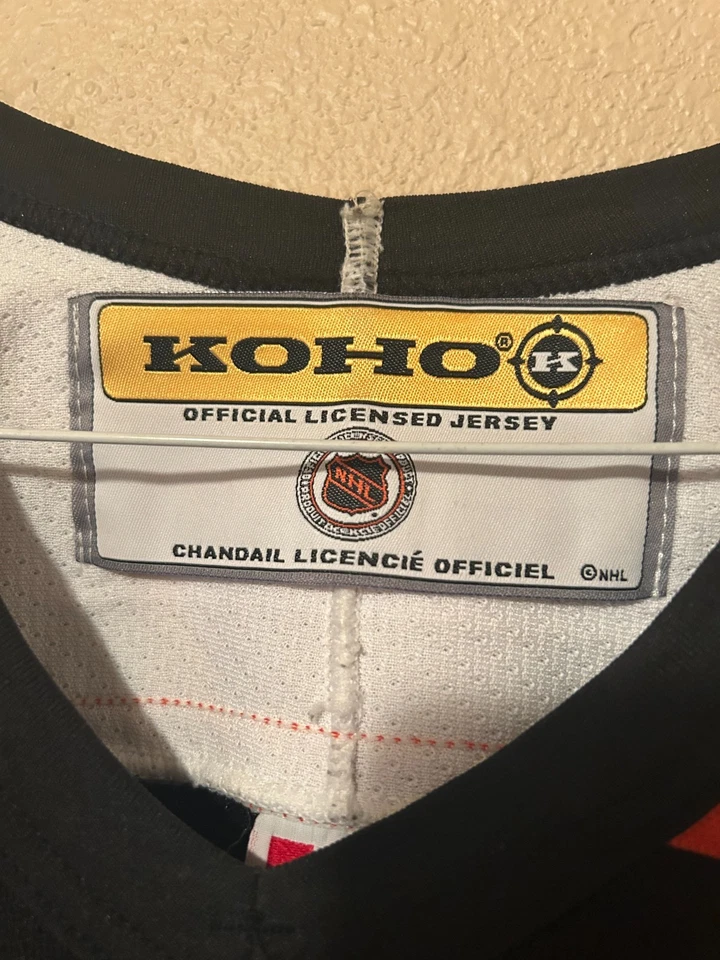 KOHO® K
OFFICIAL LICENSED JERSEY
NHL
CHANDAIL LICENCIÉ OFFICIEL ©NHL